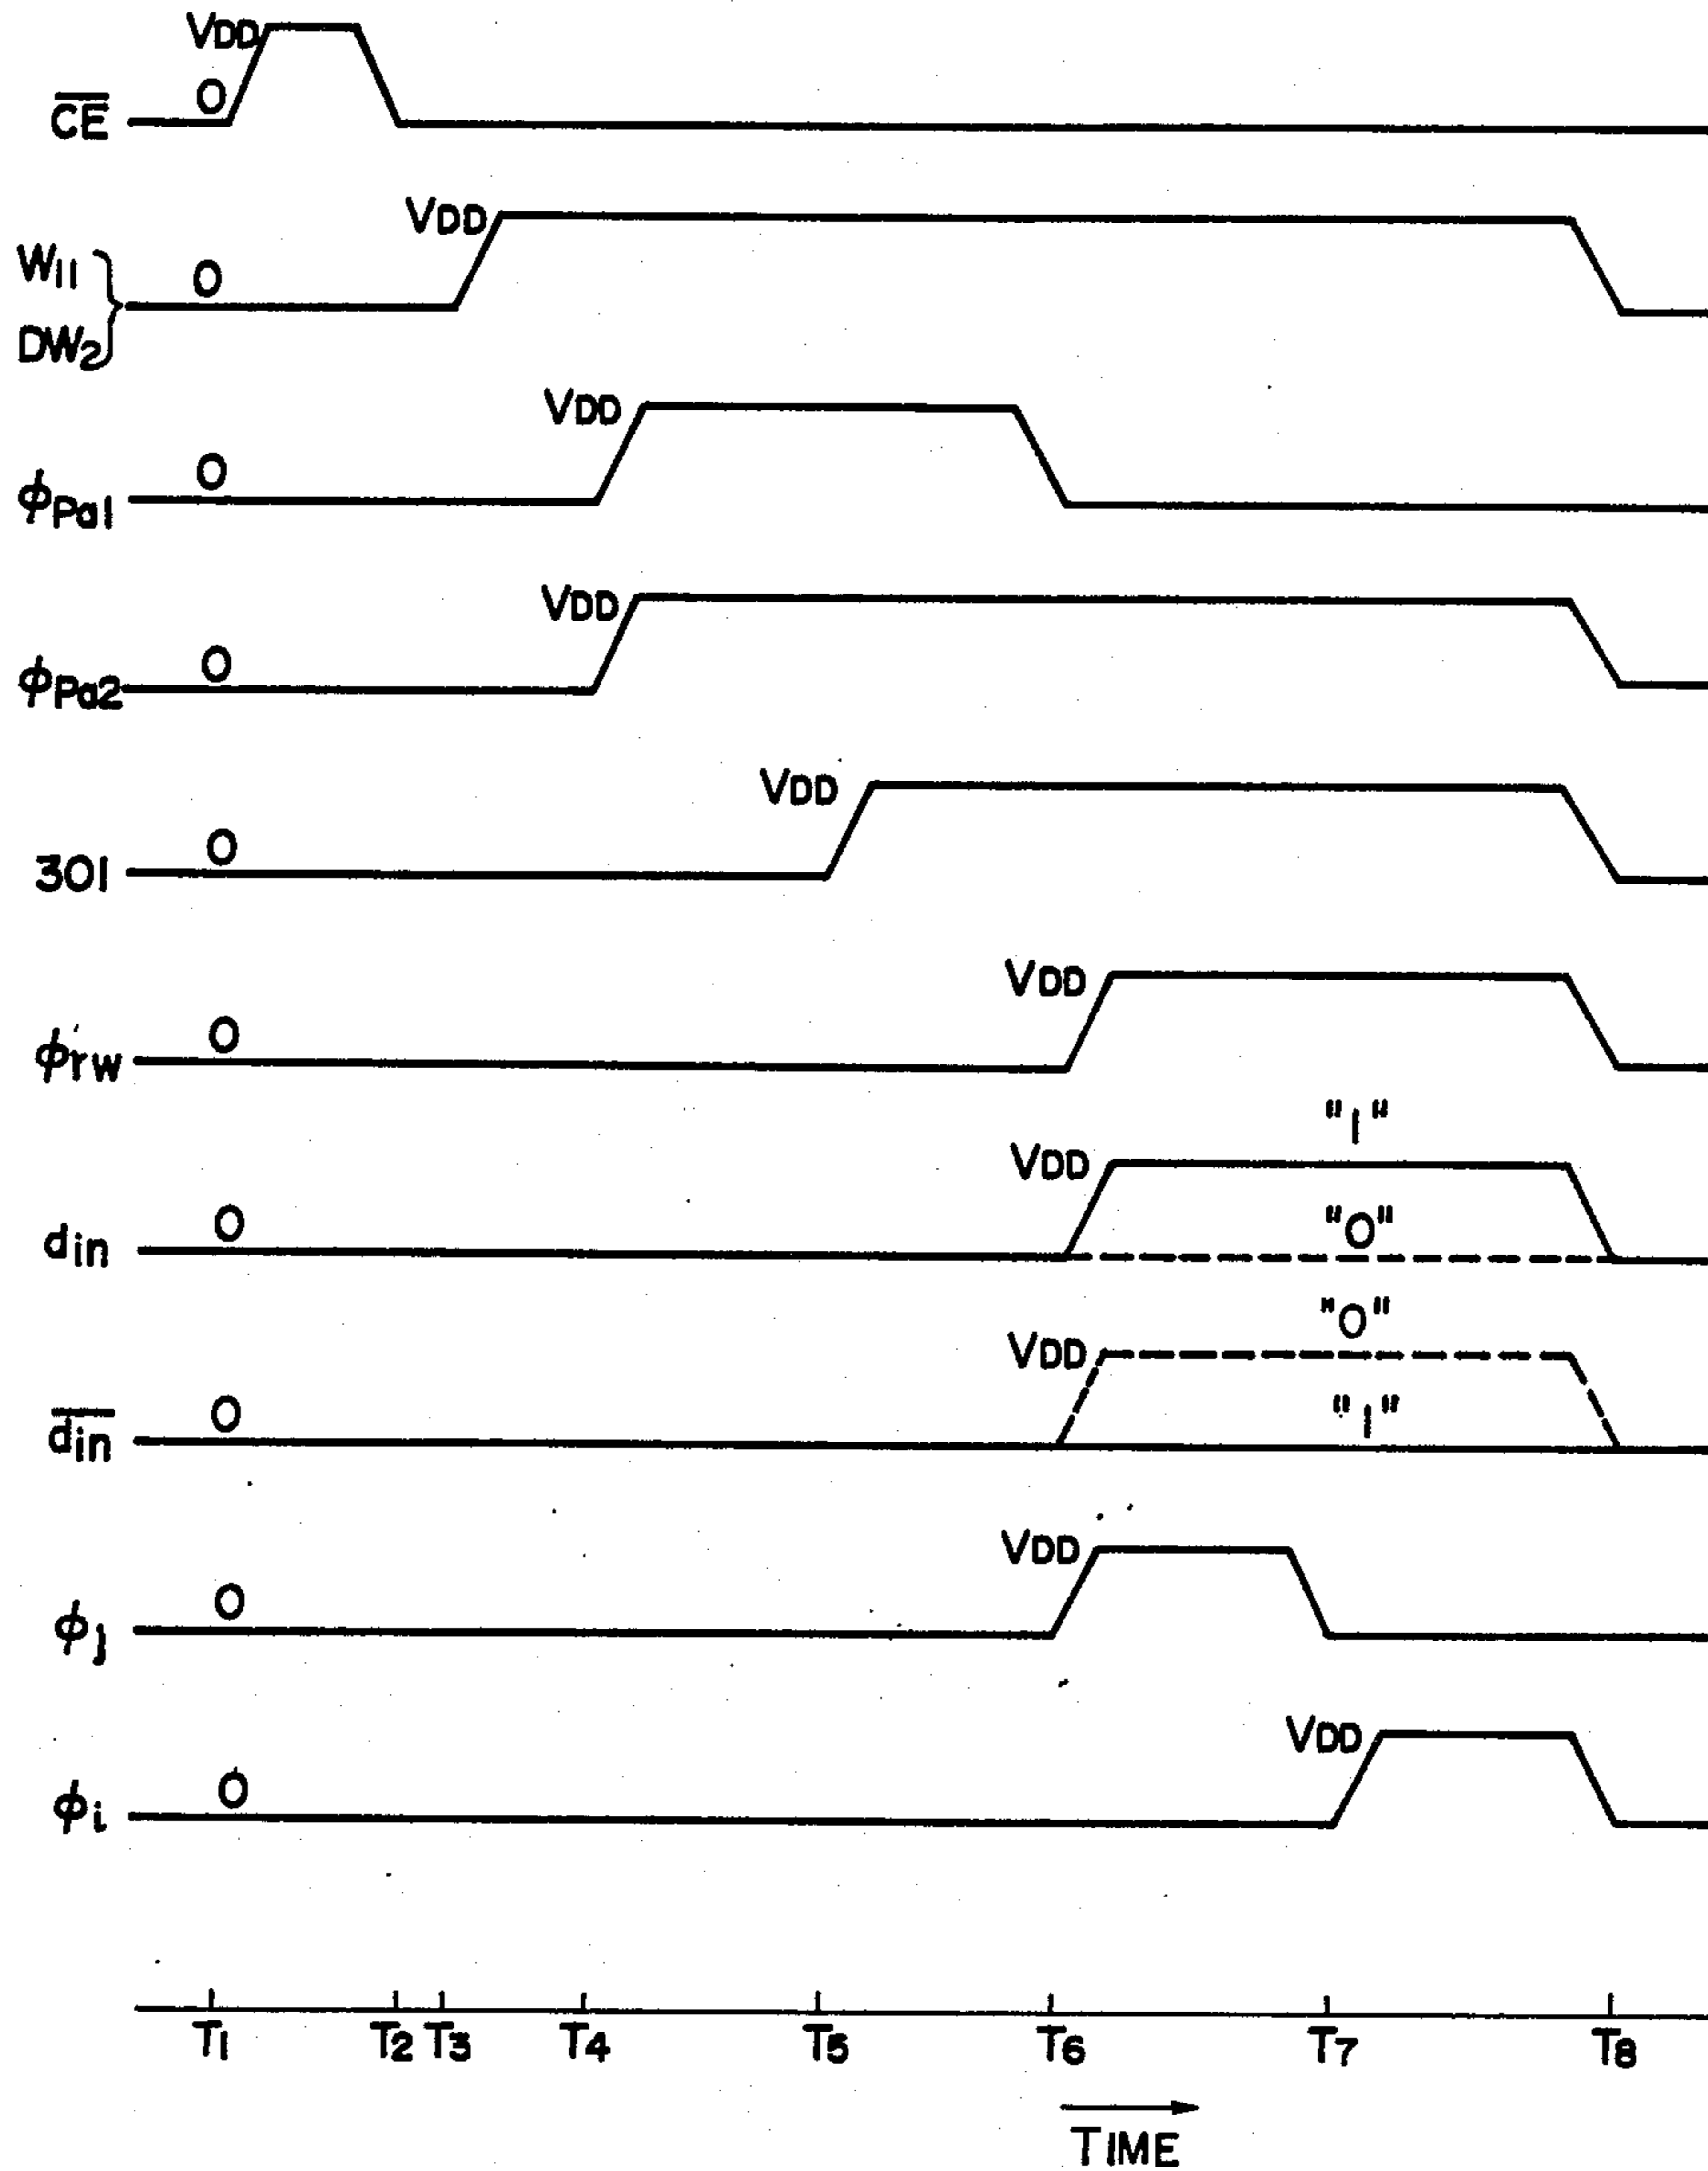 VDD
0
CE
VDD
W11
0
DW2
VDD
0
ϕPa1
VDD
0
ϕPa2
VDD
0
301
VDD
0
ϕrw
"1"
VDD
"0"
0
din
"0"
VDD
"1"
0
din
VDD
0
ϕj
VDD
0
ϕi
T1 T2 T3 T4 T5 T6 T7 T8
TIME